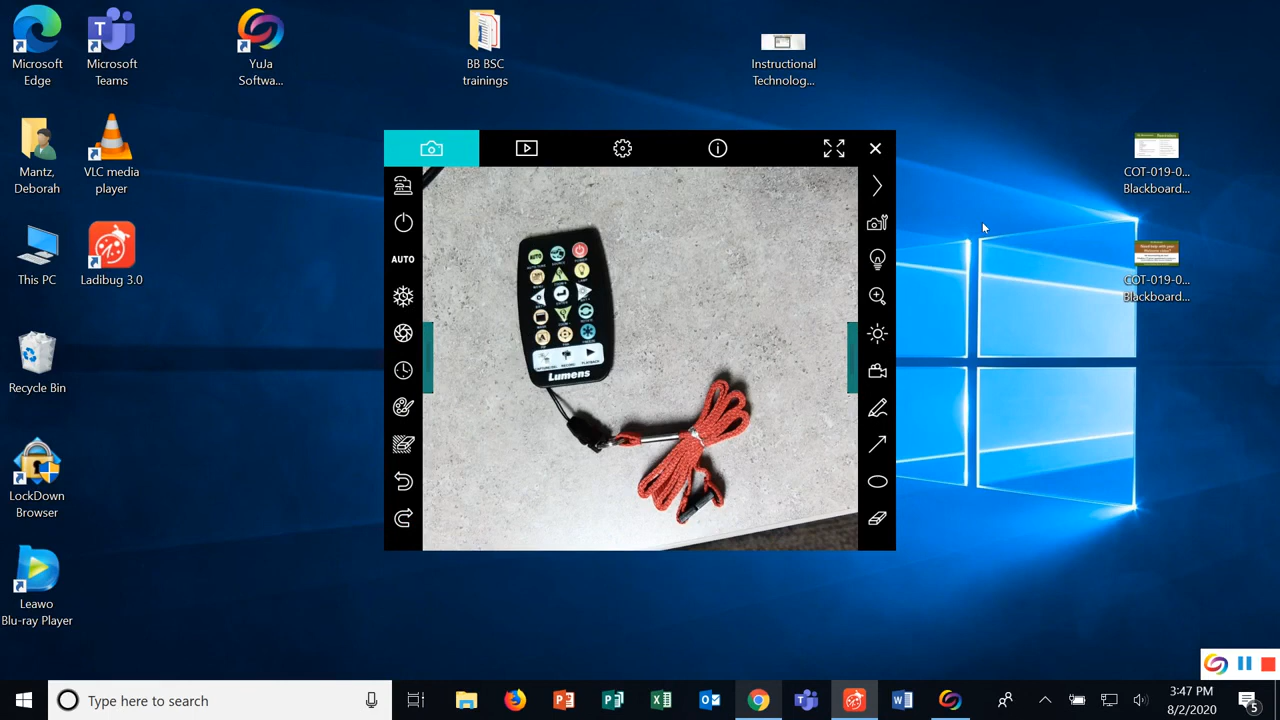 Microsoft
Edge
Microsoft
Teams
YuJa
Softwa...
BB BSC
trainings
Instructional
Technolog...
Mantz,
Deborah
VLC media
player
COT-019-0...
Blackboard...
This PC
Ladibug 3.0
COT-019-0...
Blackboard...
AUTO
POWER
Lumens
Recycle Bin
LockDown
Browser
Leawo
Blu-ray Player
Type here to search
3:47 PM
8/2/2020
5